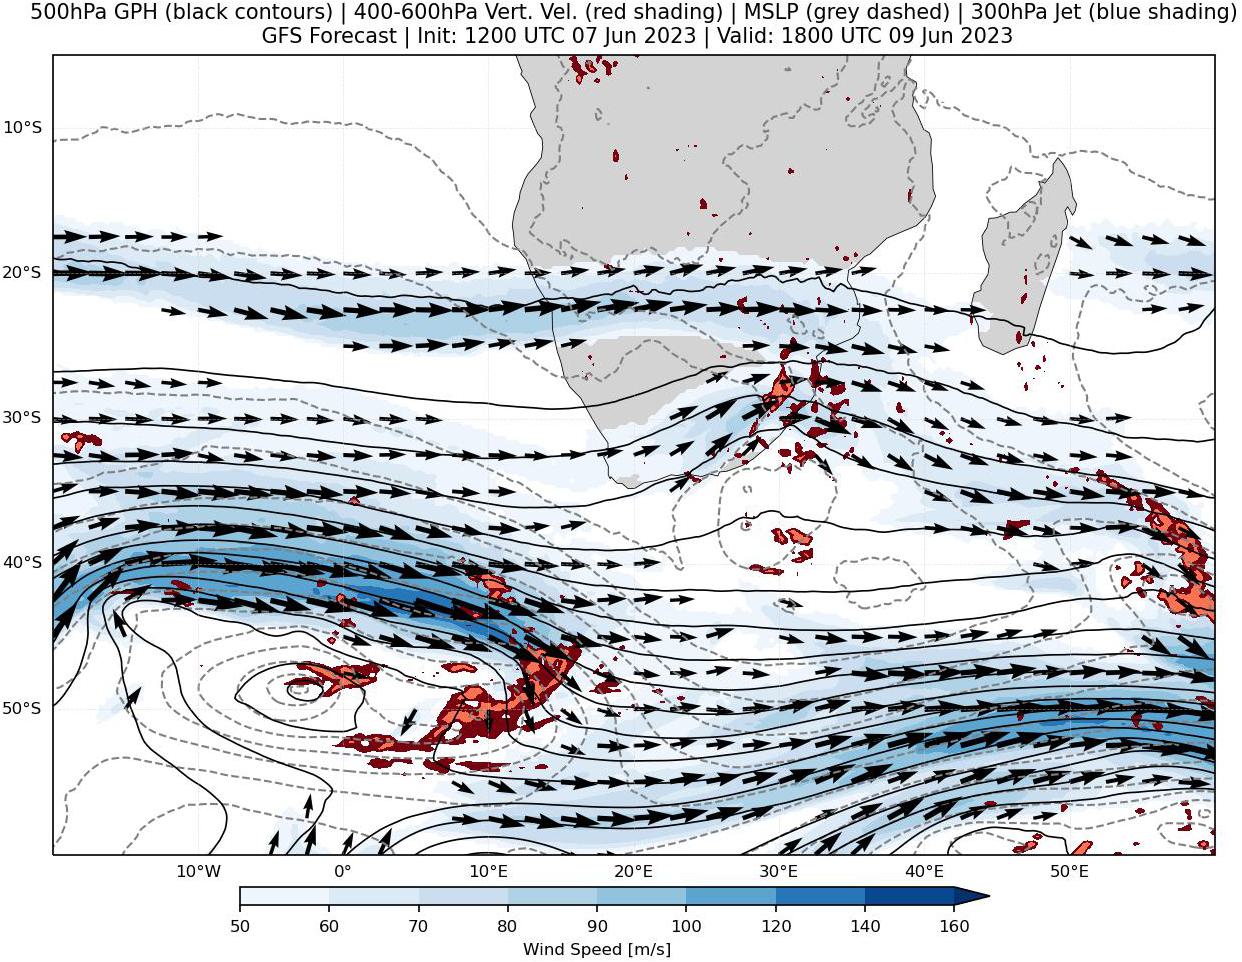 500hPa GPH (black contours) | 400-600hPa Vert. Vel. (red shading) | MSLP (grey dashed) | 300hPa Jet (blue shading)
GFS Forecast | Init: 1200 UTC 07 Jun 2023 | Valid: 1800 UTC 09 Jun 2023
10°S
20°S
30°S
40°S
50°S
10°W 0° 10°E 20°E 30°E 40°E 50°E
50 60 70 80 90 100 120 140 160
Wind Speed [m/s]